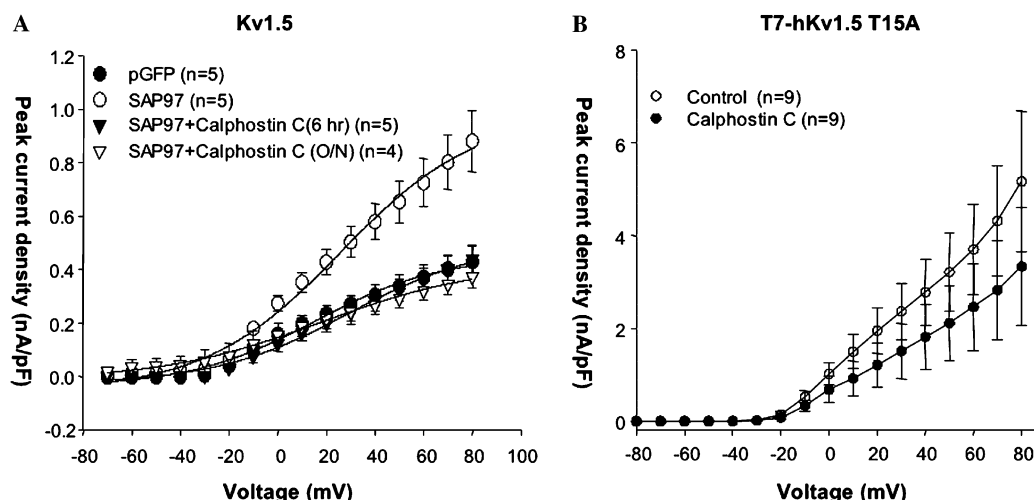 A
Kv1.5
Peak current density (nA/pF)
1.2
1.0
0.8
0.6
0.4
0.2
0.0
-0.2
pGFP (n=5)
SAP97 (n=5)
SAP97+Calphostin C(6 hr) (n=5)
SAP97+Calphostin C (O/N) (n=4)
-80 -60 -40 -20 0 20 40 60 80 100
Voltage (mV)
B
T7-hKv1.5 T15A
Peak current density (nA/pF)
8
6
4
2
0
Control (n=9)
Calphostin C (n=9)
-80 -60 -40 -20 0 20 40 60 80
Voltage (mV)